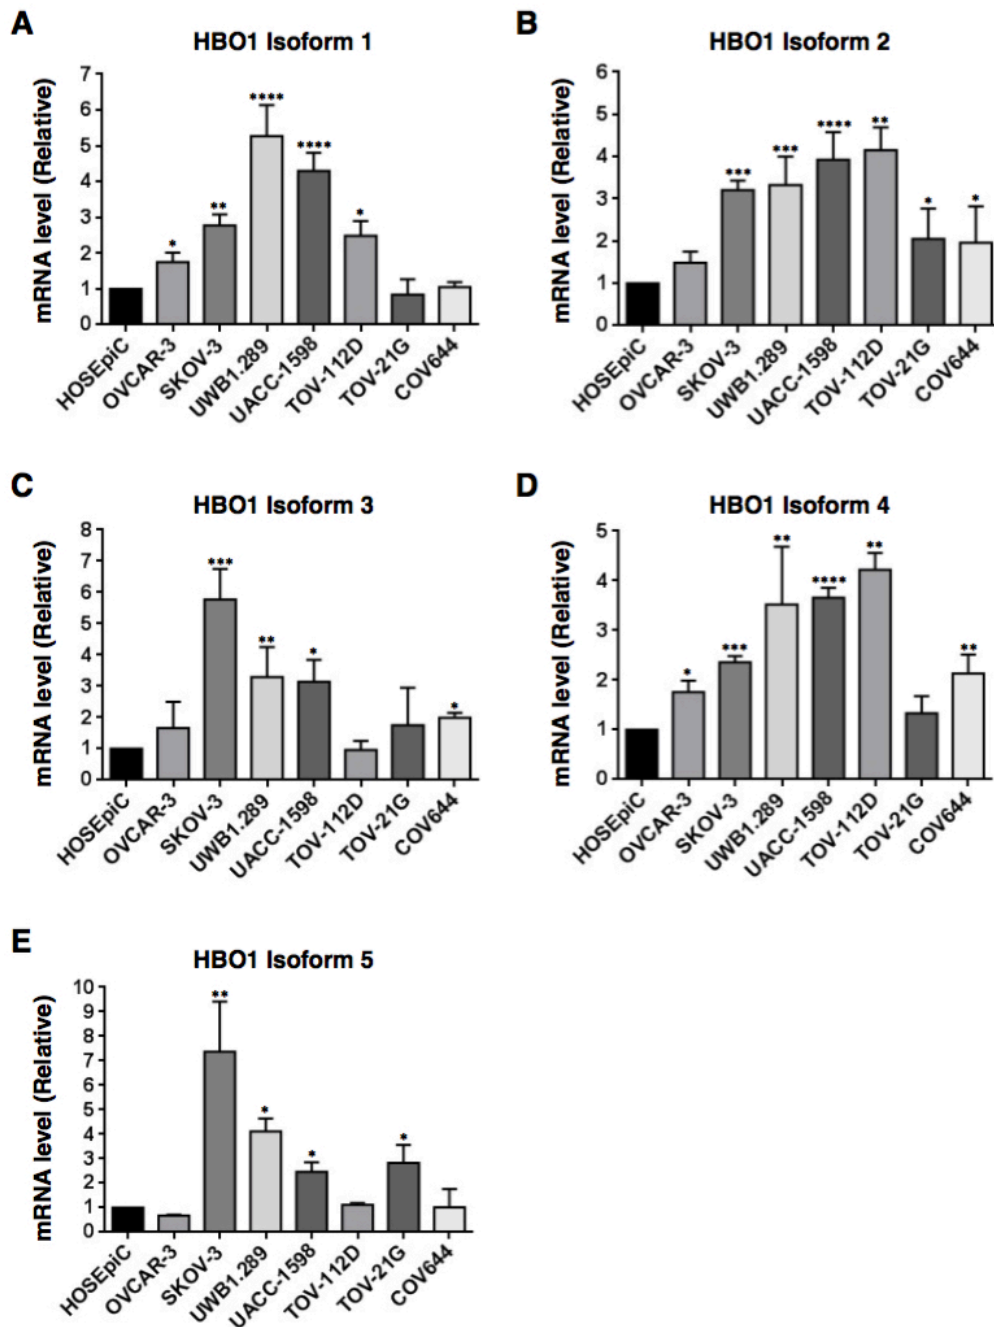 A
HBO1 Isoform 1
mRNA level (Relative)
7
6
5
4
3
2
1
0
*
**
****
****
*
HOSEpiC
OVCAR-3
SKOV-3
UWB1.289
UACC-1598
TOV-112D
TOV-21G
COV644
B
HBO1 Isoform 2
mRNA level (Relative)
6
5
4
3
2
1
0
***
***
****
**
*
*
HOSEpiC
OVCAR-3
SKOV-3
UWB1.289
UACC-1598
TOV-112D
TOV-21G
COV644
C
HBO1 Isoform 3
mRNA level (Relative)
8
7
6
5
4
3
2
1
0
***
**
*
*
HOSEpiC
OVCAR-3
SKOV-3
UWB1.289
UACC-1598
TOV-112D
TOV-21G
COV644
D
HBO1 Isoform 4
mRNA level (Relative)
5
4
3
2
1
0
*
***
**
****
**
**
HOSEpiC
OVCAR-3
SKOV-3
UWB1.289
UACC-1598
TOV-112D
TOV-21G
COV644
E
HBO1 Isoform 5
mRNA level (Relative)
10
9
8
7
6
5
4
3
2
1
0
**
*
*
*
HOSEpiC
OVCAR-3
SKOV-3
UWB1.289
UACC-1598
TOV-112D
TOV-21G
COV644